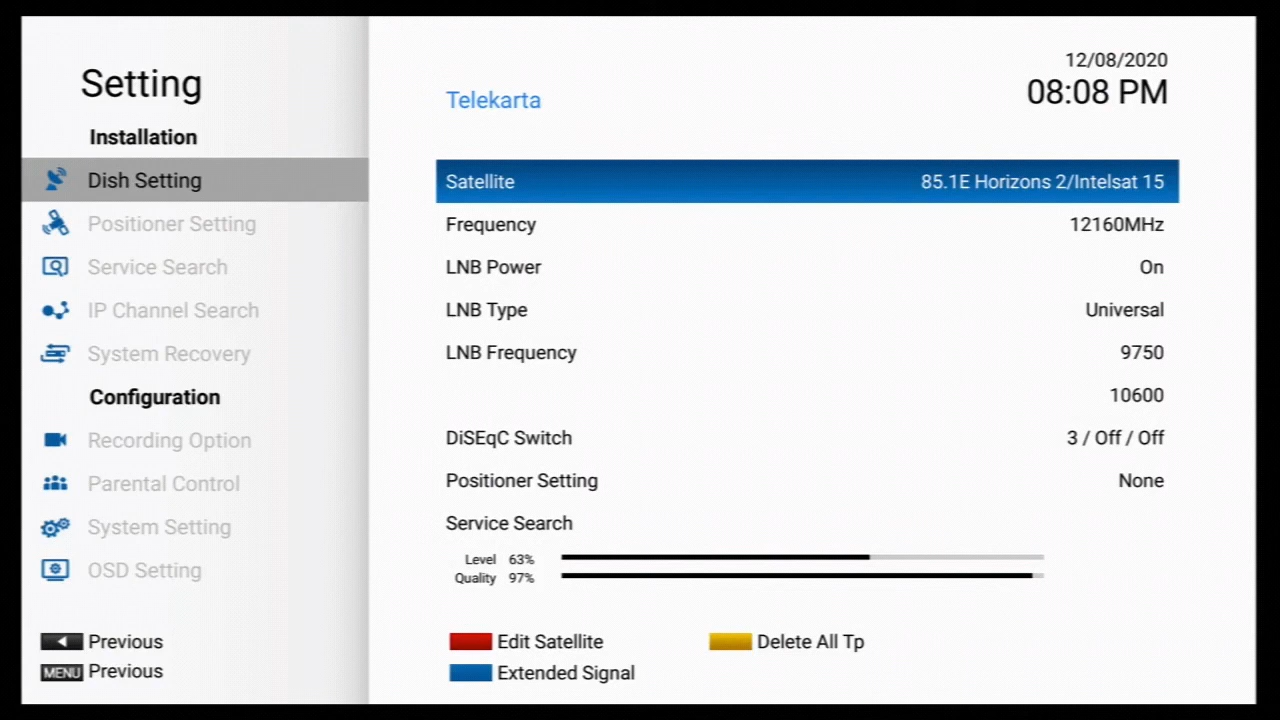 Setting
Installation
Dish Setting
Positioner Setting
Service Search
IP Channel Search
System Recovery
Configuration
Recording Option
Parental Control
System Setting
OSD Setting
Previous
MENU Previous
12/08/2020
08:08 PM
Telekarta
Satellite 85.1E Horizons 2/Intelsat 15
Frequency 12160MHz
LNB Power On
LNB Type Universal
LNB Frequency 9750
10600
DiSEqC Switch 3 / Off / Off
Positioner Setting None
Service Search
Level 63%
Quality 97%
Edit Satellite Delete All Tp
Extended Signal